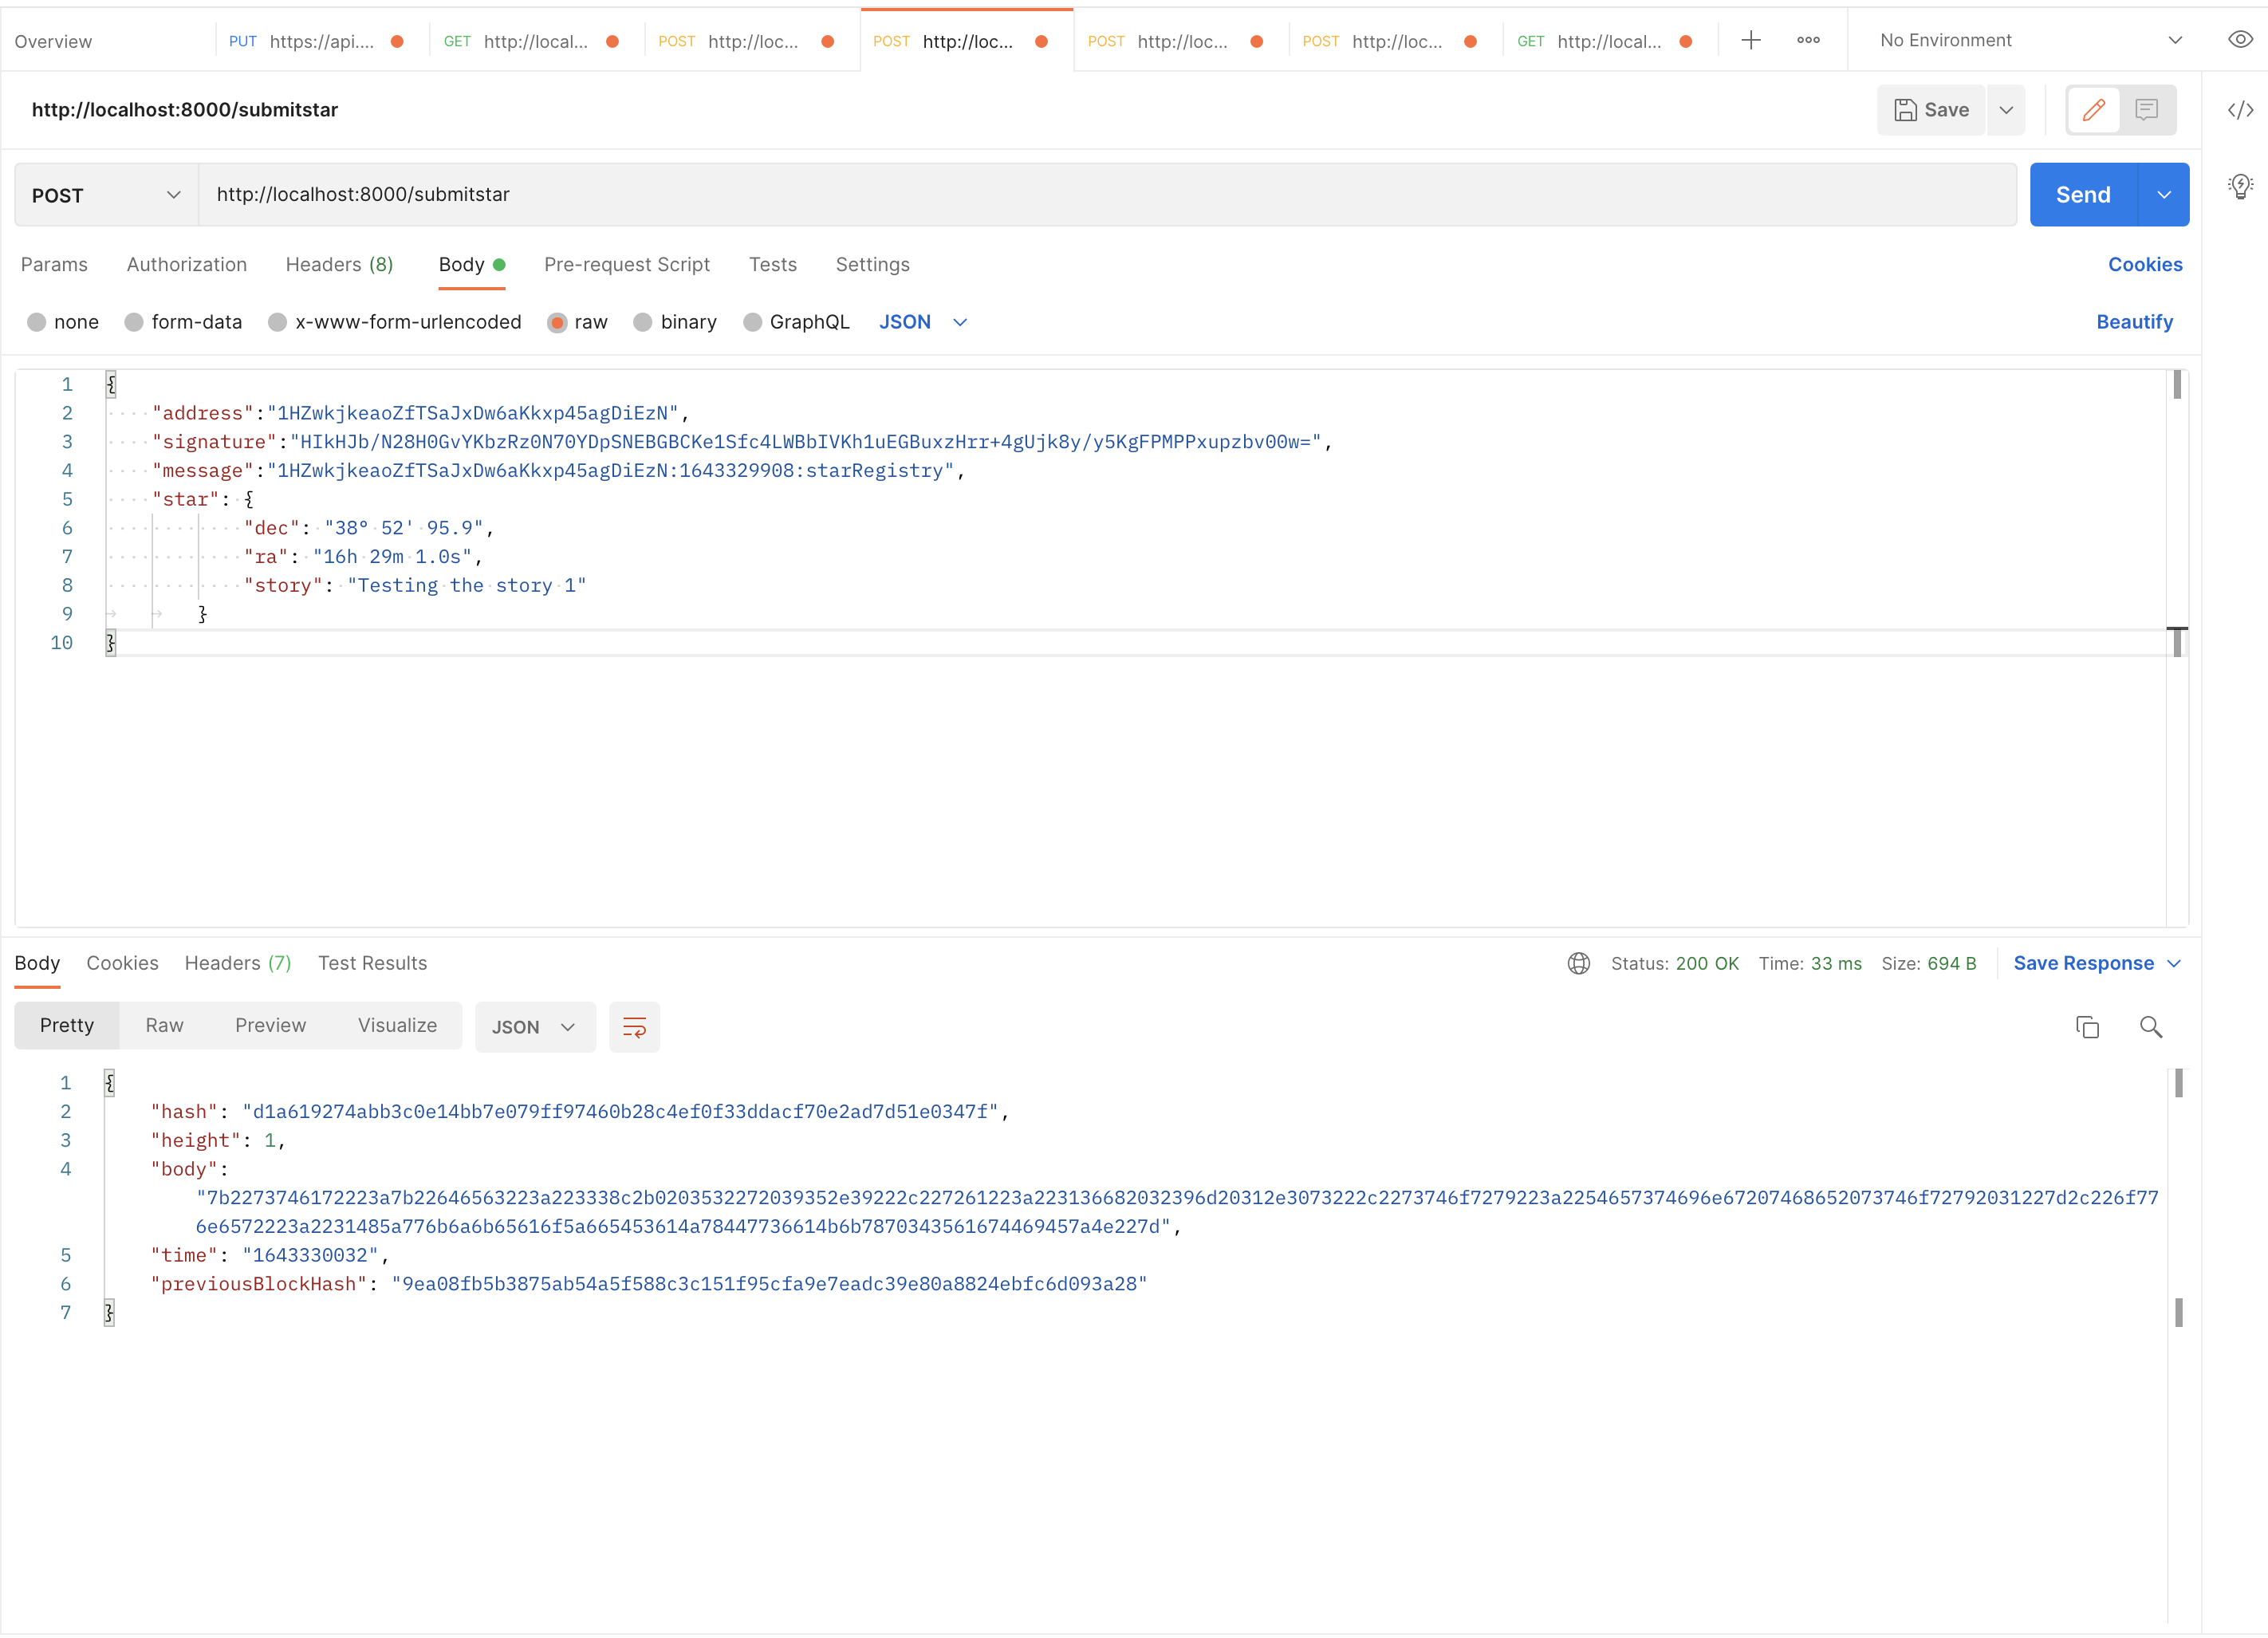 Overview PUT https://api.... GET http://local... POST http://loc... POST http://loc... POST http://loc... POST http://loc... GET http://local... No Environment
http://localhost:8000/submitstar Save
POST http://localhost:8000/submitstar Send
Params Authorization Headers (8) Body Pre-request Script Tests Settings Cookies
none form-data x-www-form-urlencoded raw binary GraphQL JSON Beautify
1 {
2 "address":"1HZwkjkeaoZfTSaJxDw6aKkxp45agDiEzN",
3 "signature":"HIkHJb/N28H0GvYKbzRz0N70YDpSNEBGBCKe1Sfc4LWBbIVKh1uEGBuxzHrr+4gUjk8y/y5KgFPMPPxupzbv00w=",
4 "message":"1HZwkjkeaoZfTSaJxDw6aKkxp45agDiEzN:1643329908:starRegistry",
5 "star": {
6 "dec": "38° 52' 95.9",
7 "ra": "16h 29m 1.0s",
8 "story": "Testing the story 1"
9 }
10 }
Body Cookies Headers (7) Test Results Status: 200 OK Time: 33 ms Size: 694 B Save Response
Pretty Raw Preview Visualize JSON
1 {
2 "hash": "d1a619274abb3c0e14bb7e079ff97460b28c4ef0f33ddacf70e2ad7d51e0347f",
3 "height": 1,
4 "body":
"7b2273746172223a7b22646563223a223338c2b0203532272039352e39222c227261223a223136682032396d20312e3073222c2273746f7279223a2254657374696e67207468652073746f72792031227d2c226f77
6e6572223a2231485a776b6a6b65616f5a665453614a78447736614b6b78703435616744694 57a4e227d",
5 "time": "1643330032",
6 "previousBlockHash": "9ea08fb5b3875ab54a5f588c3c151f95cfa9e7eadc39e80a8824ebfc6d093a28"
7 }